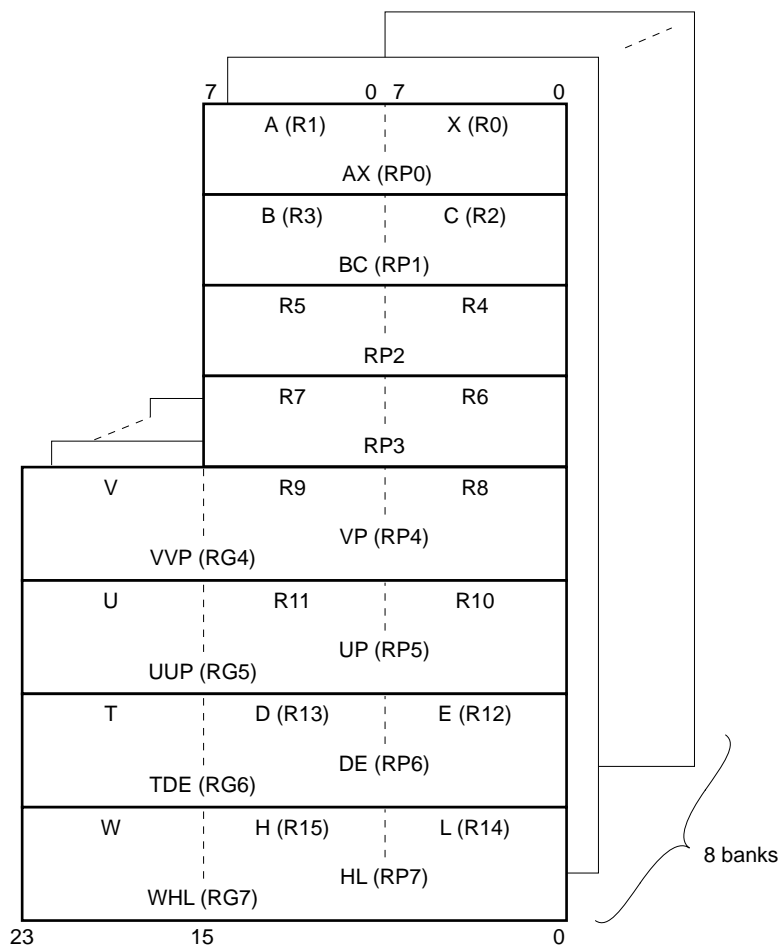 7 0 7 0
A (R1) X (R0)
AX (RP0)
B (R3) C (R2)
BC (RP1)
R5 R4
RP2
R7 R6
RP3
V R9 R8
VP (RP4)
VVP (RG4)
U R11 R10
UP (RP5)
UUP (RG5)
T D (R13) E (R12)
DE (RP6)
TDE (RG6)
W H (R15) L (R14)
8 banks
HL (RP7)
WHL (RG7)
23 15 0